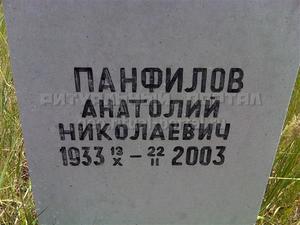 ПАНФИЛОВ
АНАТОЛИЙ
НИКОЛАЕВИЧ
1933 13/X – 22/II 2003